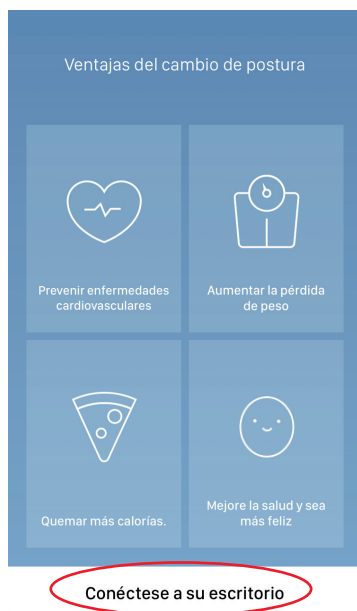 Ventajas del cambio de postura
Prevenir enfermedades
cardiovasculares
Aumentar la pérdida
de peso
Quemar más calorías.
Mejore la salud y sea
más feliz
Conéctese a su escritorio